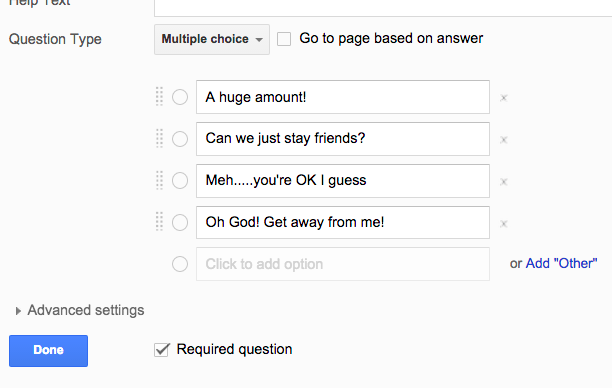 Help Text
Question Type Multiple choice Go to page based on answer
A huge amount!
Can we just stay friends?
Meh.....you're OK I guess
Oh God! Get away from me!
Click to add option or Add "Other"
Advanced settings
Done Required question